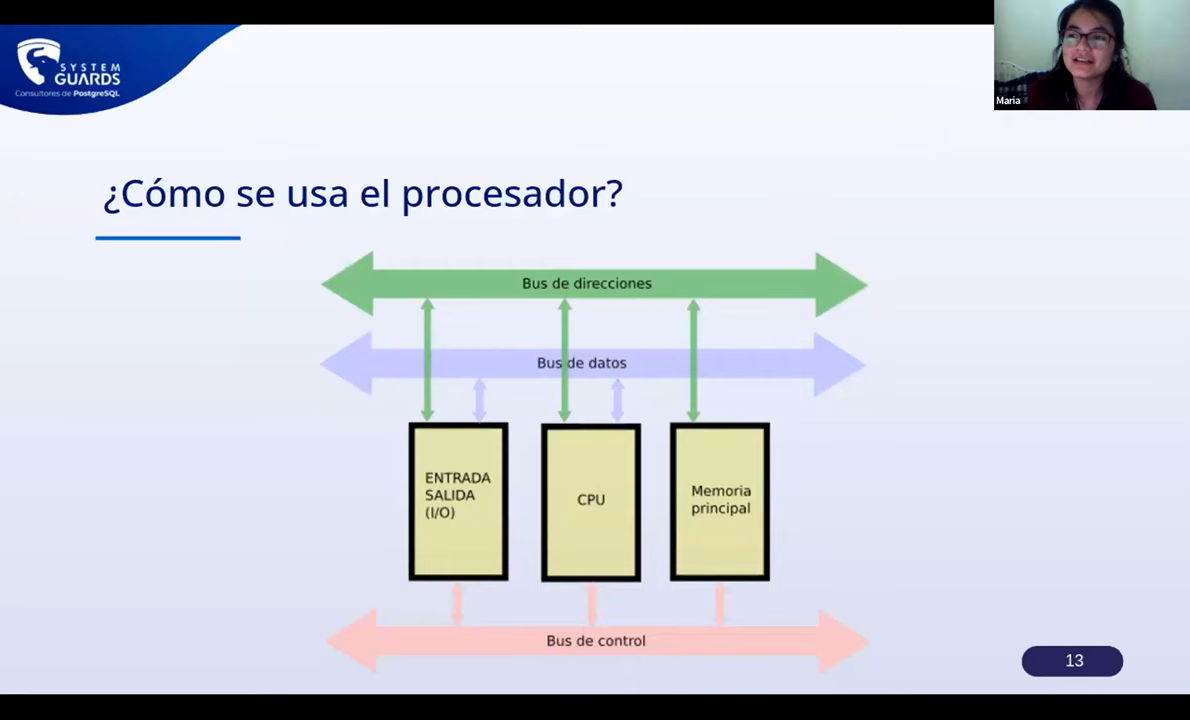 SYSTEM
GUARDS
Consultores de PostgreSQL
Maria
¿Cómo se usa el procesador?
Bus de direcciones
Bus de datos
ENTRADA
SALIDA
(I/O)
CPU
Memoria
principal
Bus de control
13